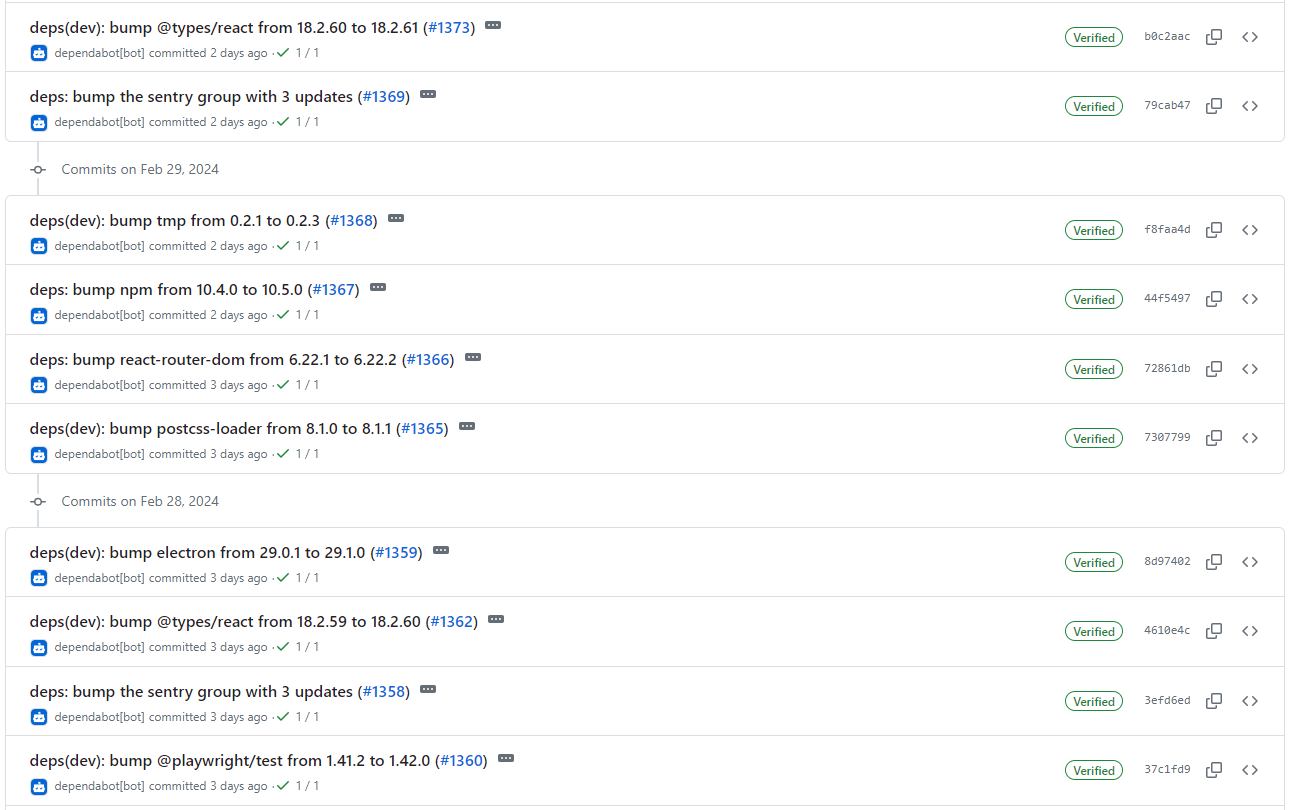 deps(dev): bump @types/react from 18.2.60 to 18.2.61 (#1373)
Verified b0c2aac
dependabot[bot] committed 2 days ago · 1 / 1
deps: bump the sentry group with 3 updates (#1369)
Verified 79cab47
dependabot[bot] committed 2 days ago · 1 / 1
Commits on Feb 29, 2024
deps(dev): bump tmp from 0.2.1 to 0.2.3 (#1368)
Verified f8faa4d
dependabot[bot] committed 2 days ago · 1 / 1
deps: bump npm from 10.4.0 to 10.5.0 (#1367)
Verified 44f5497
dependabot[bot] committed 2 days ago · 1 / 1
deps: bump react-router-dom from 6.22.1 to 6.22.2 (#1366)
Verified 72861db
dependabot[bot] committed 3 days ago · 1 / 1
deps(dev): bump postcss-loader from 8.1.0 to 8.1.1 (#1365)
Verified 7307799
dependabot[bot] committed 3 days ago · 1 / 1
Commits on Feb 28, 2024
deps(dev): bump electron from 29.0.1 to 29.1.0 (#1359)
Verified 8d97402
dependabot[bot] committed 3 days ago · 1 / 1
deps(dev): bump @types/react from 18.2.59 to 18.2.60 (#1362)
Verified 4610e4c
dependabot[bot] committed 3 days ago · 1 / 1
deps: bump the sentry group with 3 updates (#1358)
Verified 3efd6ed
dependabot[bot] committed 3 days ago · 1 / 1
deps(dev): bump @playwright/test from 1.41.2 to 1.42.0 (#1360)
Verified 37c1fd9
dependabot[bot] committed 3 days ago · 1 / 1